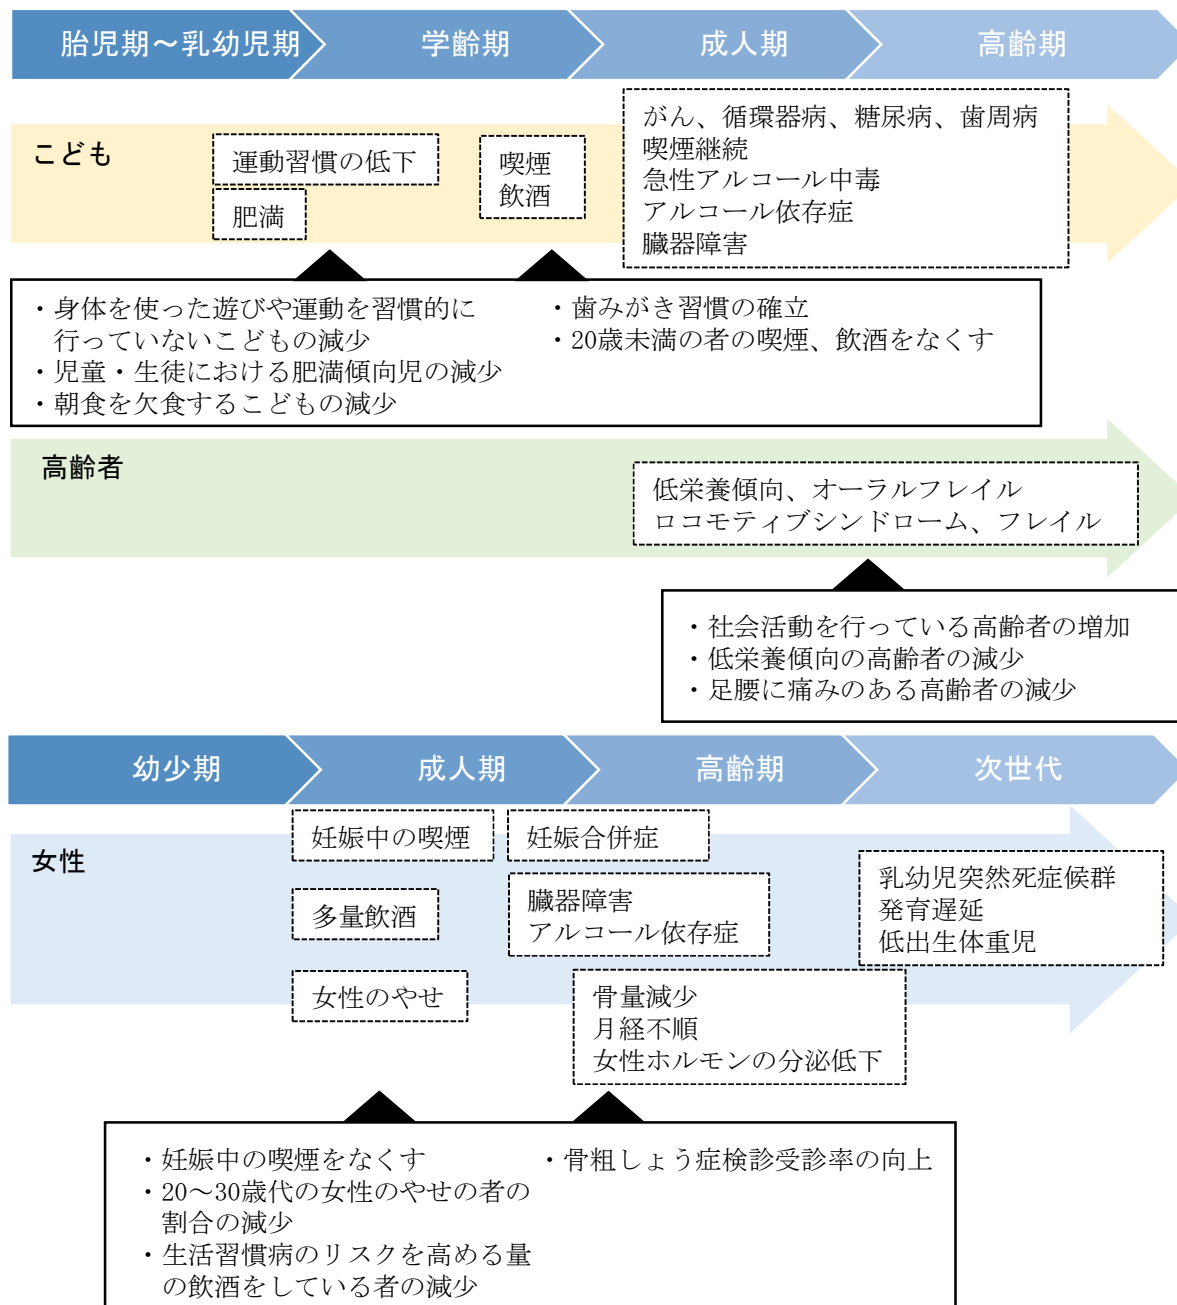 胎児期～乳幼児期
学齢期
成人期
高齢期
こども
運動習慣の低下
肥満
喫煙
飲酒
がん、循環器病、糖尿病、歯周病
喫煙継続
急性アルコール中毒
アルコール依存症
臓器障害
・身体を使った遊びや運動を習慣的に
行っていないこどもの減少
・児童・生徒における肥満傾向児の減少
・朝食を欠食するこどもの減少
・歯みがき習慣の確立
・20歳未満の者の喫煙、飲酒をなくす
高齢者
低栄養傾向、オーラルフレイル
ロコモティブシンドローム、フレイル
・社会活動を行っている高齢者の増加
・低栄養傾向の高齢者の減少
・足腰に痛みのある高齢者の減少
幼少期
成人期
高齢期
次世代
女性
妊娠中の喫煙
多量飲酒
女性のやせ
妊娠合併症
臓器障害
アルコール依存症
骨量減少
月経不順
女性ホルモンの分泌低下
乳幼児突然死症候群
発育遅延
低出生体重児
・妊娠中の喫煙をなくす
・20～30歳代の女性のやせの者の
割合の減少
・生活習慣病のリスクを高める量
の飲酒をしている者の減少
・骨粗しょう症検診受診率の向上